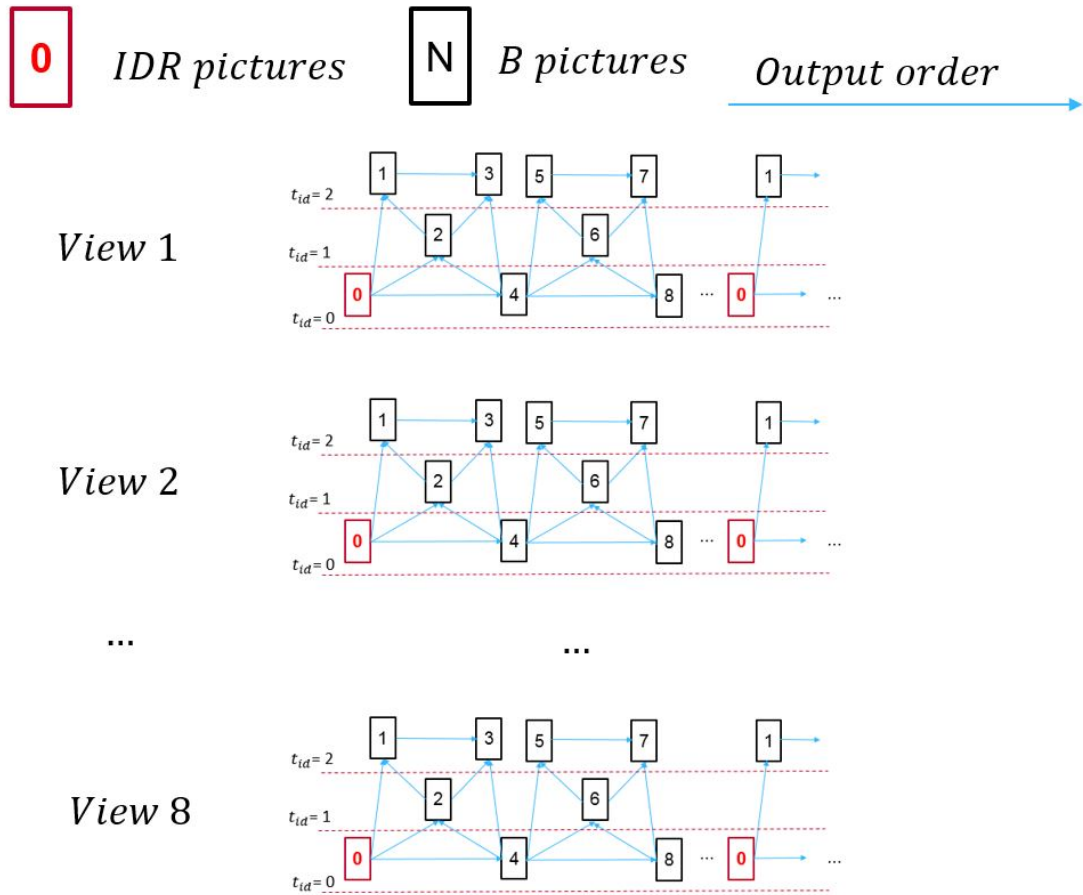 0 IDR pictures N B pictures Output order
1 3 5 7 1
t_id= 2
2 6
View 1
t_id= 1
0 4 8 ... 0 ...
t_id= 0
1 3 5 7 1
t_id= 2
View 2
2 6
t_id= 1
0 4 8 ... 0 ...
t_id= 0
... ...
1 3 5 7 1
t_id= 2
2 6
View 8
t_id= 1
0 4 8 ... 0 ...
t_id= 0